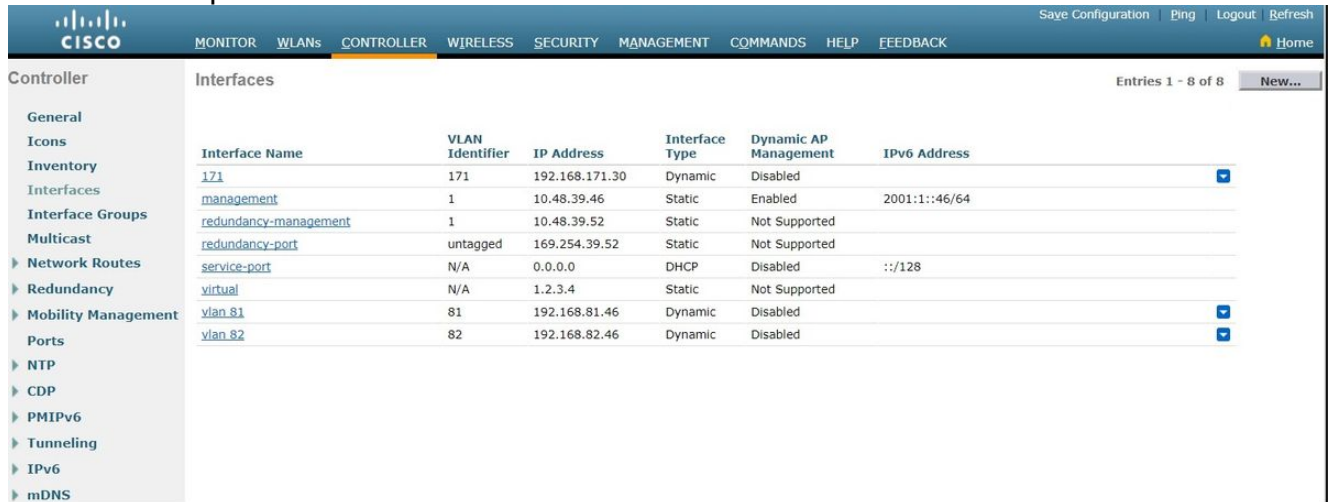 Save Configuration | Ping | Logout | Refresh
CISCO
MONITOR WLANs CONTROLLER WIRELESS SECURITY MANAGEMENT COMMANDS HELP FEEDBACK Home
Controller
Interfaces
Entries 1 - 8 of 8 New...
General
Icons
Inventory
Interfaces
Interface Groups
Multicast
Network Routes
Redundancy
Mobility Management
Ports
NTP
CDP
PMIPv6
Tunneling
IPv6
mDNS
Interface Name VLAN Identifier IP Address Interface Type Dynamic AP Management IPv6 Address
171 171 192.168.171.30 Dynamic Disabled
management 1 10.48.39.46 Static Enabled 2001:1::46/64
redundancy-management 1 10.48.39.52 Static Not Supported
redundancy-port untagged 169.254.39.52 Static Not Supported
service-port N/A 0.0.0.0 DHCP Disabled ::/128
virtual N/A 1.2.3.4 Static Not Supported
vlan 81 81 192.168.81.46 Dynamic Disabled
vlan 82 82 192.168.82.46 Dynamic Disabled